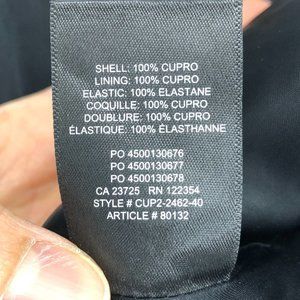 SHELL: 100% CUPRO
LINING: 100% CUPRO
ELASTIC: 100% ELASTANE
COQUILLE: 100% CUPRO
DOUBLURE: 100% CUPRO
ÉLASTIQUE: 100% ÉLASTHANNE
PO 4500130676
PO 4500130677
PO 4500130678
CA 23725 RN 122354
STYLE # CUP2-2462-40
ARTICLE # 80132